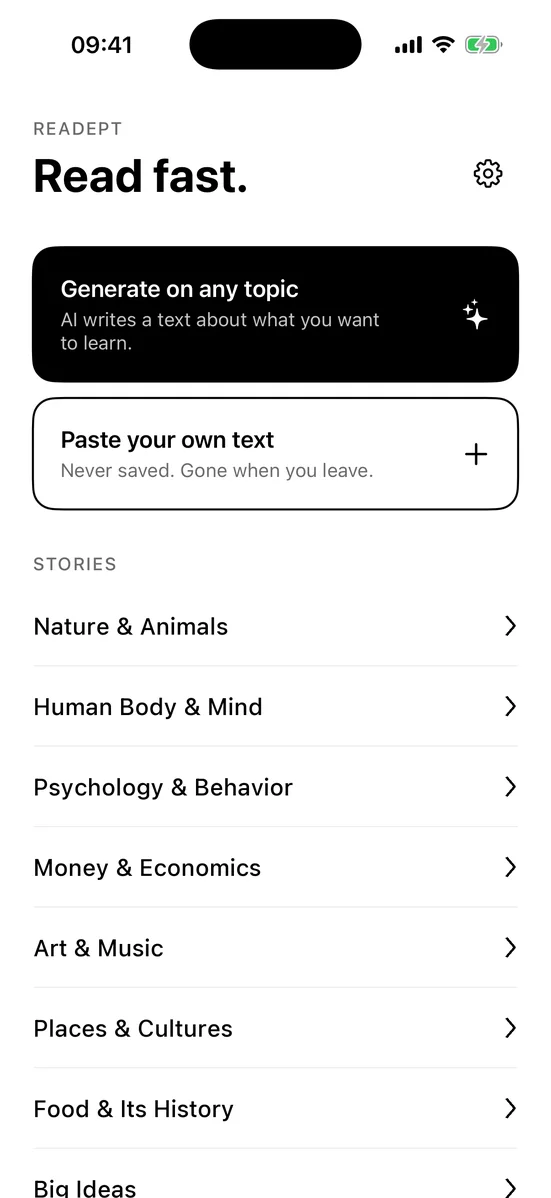 09:41
READEPT
Read fast.
Generate on any topic
AI writes a text about what you want
to learn.
Paste your own text
Never saved. Gone when you leave.
STORIES
Nature & Animals
Human Body & Mind
Psychology & Behavior
Money & Economics
Art & Music
Places & Cultures
Food & Its History
Big Ideas